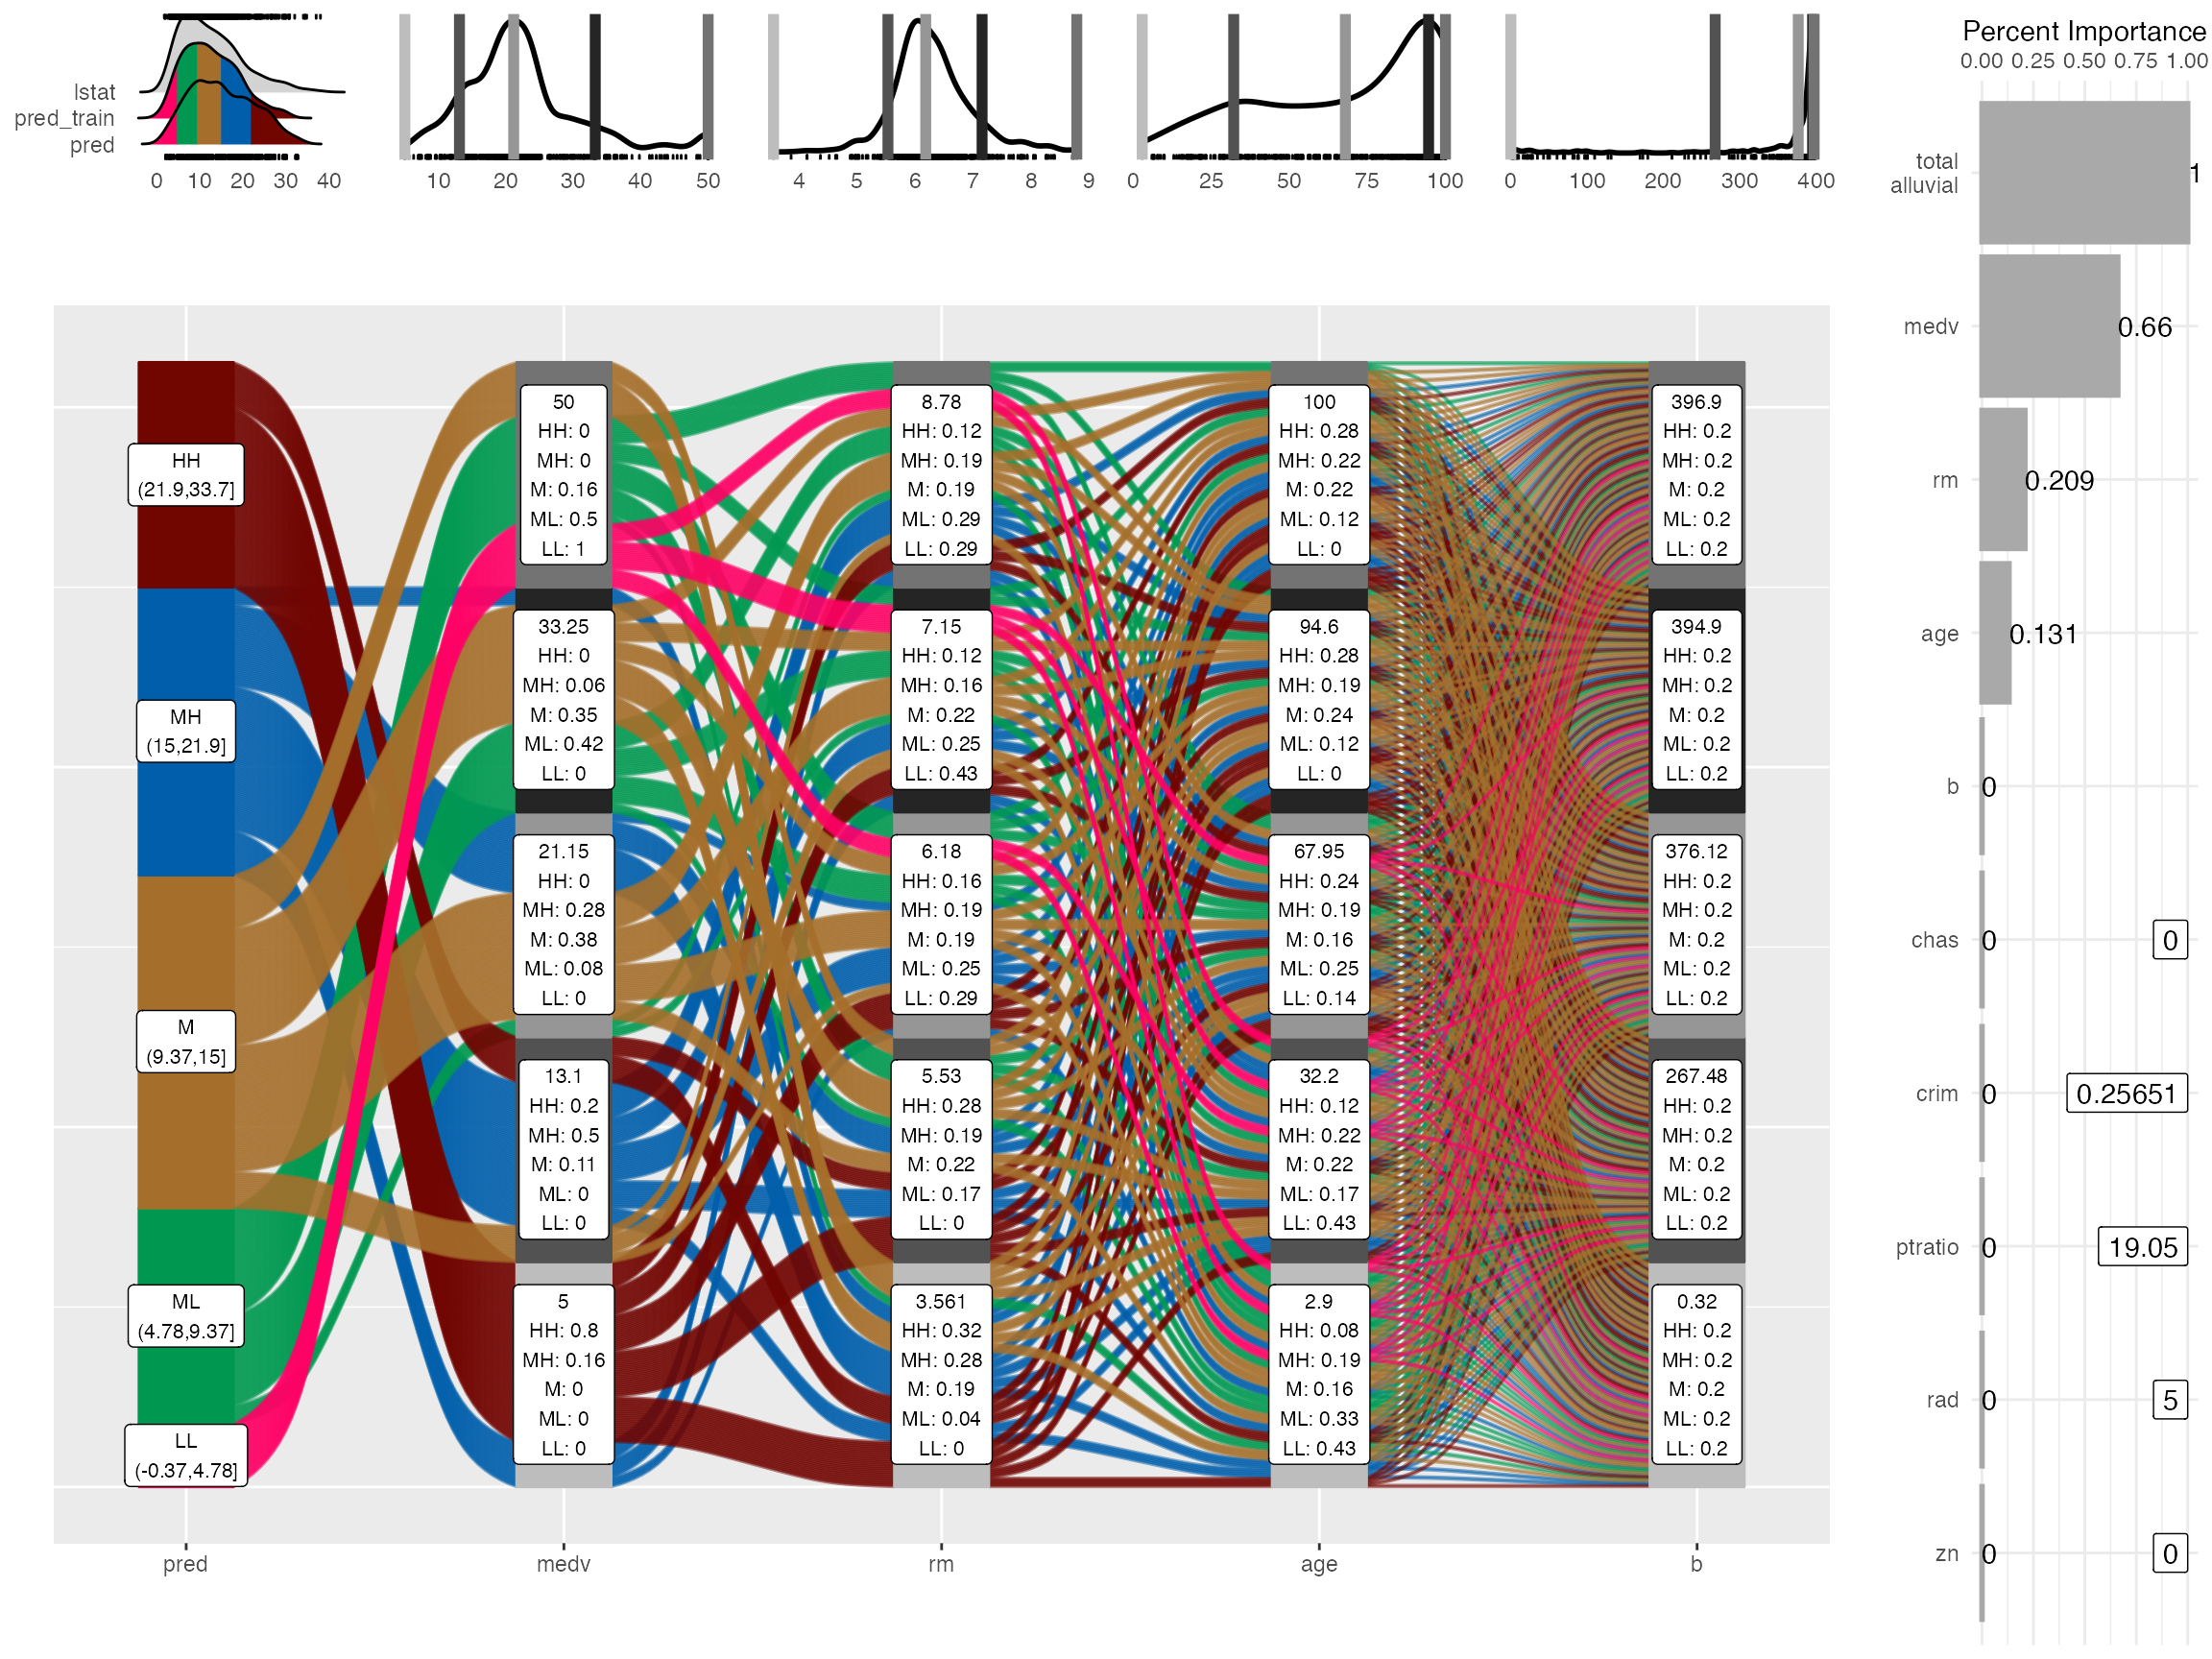 lstat
pred_train
pred
0 10 20 30 40
10 20 30 40 50
4 5 6 7 8 9
0 25 50 75 100
0 100 200 300 400
Percent Importance
0.00 0.25 0.50 0.75 1.00
total
alluvial
1
medv
0.66
rm
0.209
age
0.131
b
0
chas
0
0
crim
0
0.25651
ptratio
0
19.05
rad
0
5
zn
0
0
HH
(21.9,33.7]
MH
(15,21.9]
M
(9.37,15]
ML
(4.78,9.37]
LL
(-0.37,4.78]
50
HH: 0
MH: 0
M: 0.16
ML: 0.5
LL: 1
33.25
HH: 0
MH: 0.06
M: 0.35
ML: 0.42
LL: 0
21.15
HH: 0
MH: 0.28
M: 0.38
ML: 0.08
LL: 0
13.1
HH: 0.2
MH: 0.5
M: 0.11
ML: 0
LL: 0
5
HH: 0.8
MH: 0.16
M: 0
ML: 0
LL: 0
8.78
HH: 0.12
MH: 0.19
M: 0.19
ML: 0.29
LL: 0.29
7.15
HH: 0.12
MH: 0.16
M: 0.22
ML: 0.25
LL: 0.43
6.18
HH: 0.16
MH: 0.19
M: 0.19
ML: 0.25
LL: 0.29
5.53
HH: 0.28
MH: 0.19
M: 0.22
ML: 0.17
LL: 0
3.561
HH: 0.32
MH: 0.28
M: 0.19
ML: 0.04
LL: 0
100
HH: 0.28
MH: 0.22
M: 0.22
ML: 0.12
LL: 0
94.6
HH: 0.28
MH: 0.19
M: 0.24
ML: 0.12
LL: 0
67.95
HH: 0.24
MH: 0.19
M: 0.16
ML: 0.25
LL: 0.14
32.2
HH: 0.12
MH: 0.22
M: 0.22
ML: 0.17
LL: 0.43
2.9
HH: 0.08
MH: 0.19
M: 0.16
ML: 0.33
LL: 0.43
396.9
HH: 0.2
MH: 0.2
M: 0.2
ML: 0.2
LL: 0.2
394.9
HH: 0.2
MH: 0.2
M: 0.2
ML: 0.2
LL: 0.2
376.12
HH: 0.2
MH: 0.2
M: 0.2
ML: 0.2
LL: 0.2
267.48
HH: 0.2
MH: 0.2
M: 0.2
ML: 0.2
LL: 0.2
0.32
HH: 0.2
MH: 0.2
M: 0.2
ML: 0.2
LL: 0.2
pred medv rm age b